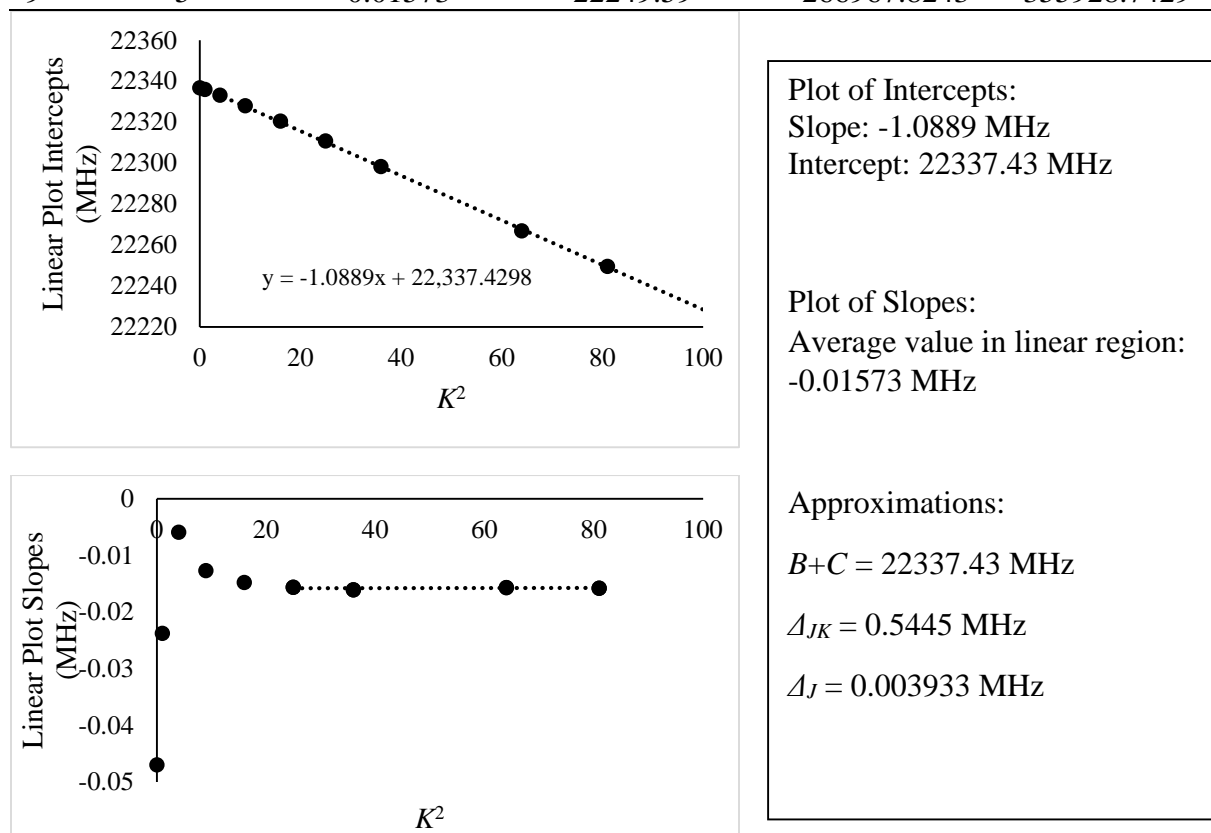 22360
22340
22320
22300
22280
22260
22240
22220
Linear Plot Intercepts
(MHz)
y = -1.0889x + 22,337.4298
0 20 40 60 80 100
K²
0
-0.01
-0.02
-0.03
-0.04
-0.05
Linear Plot Slopes
(MHz)
0 20 40 60 80 100
K²
Plot of Intercepts:
Slope: -1.0889 MHz
Intercept: 22337.43 MHz
Plot of Slopes:
Average value in linear region:
-0.01573 MHz
Approximations:
B+C = 22337.43 MHz
Δ_JK = 0.5445 MHz
Δ_J = 0.003933 MHz